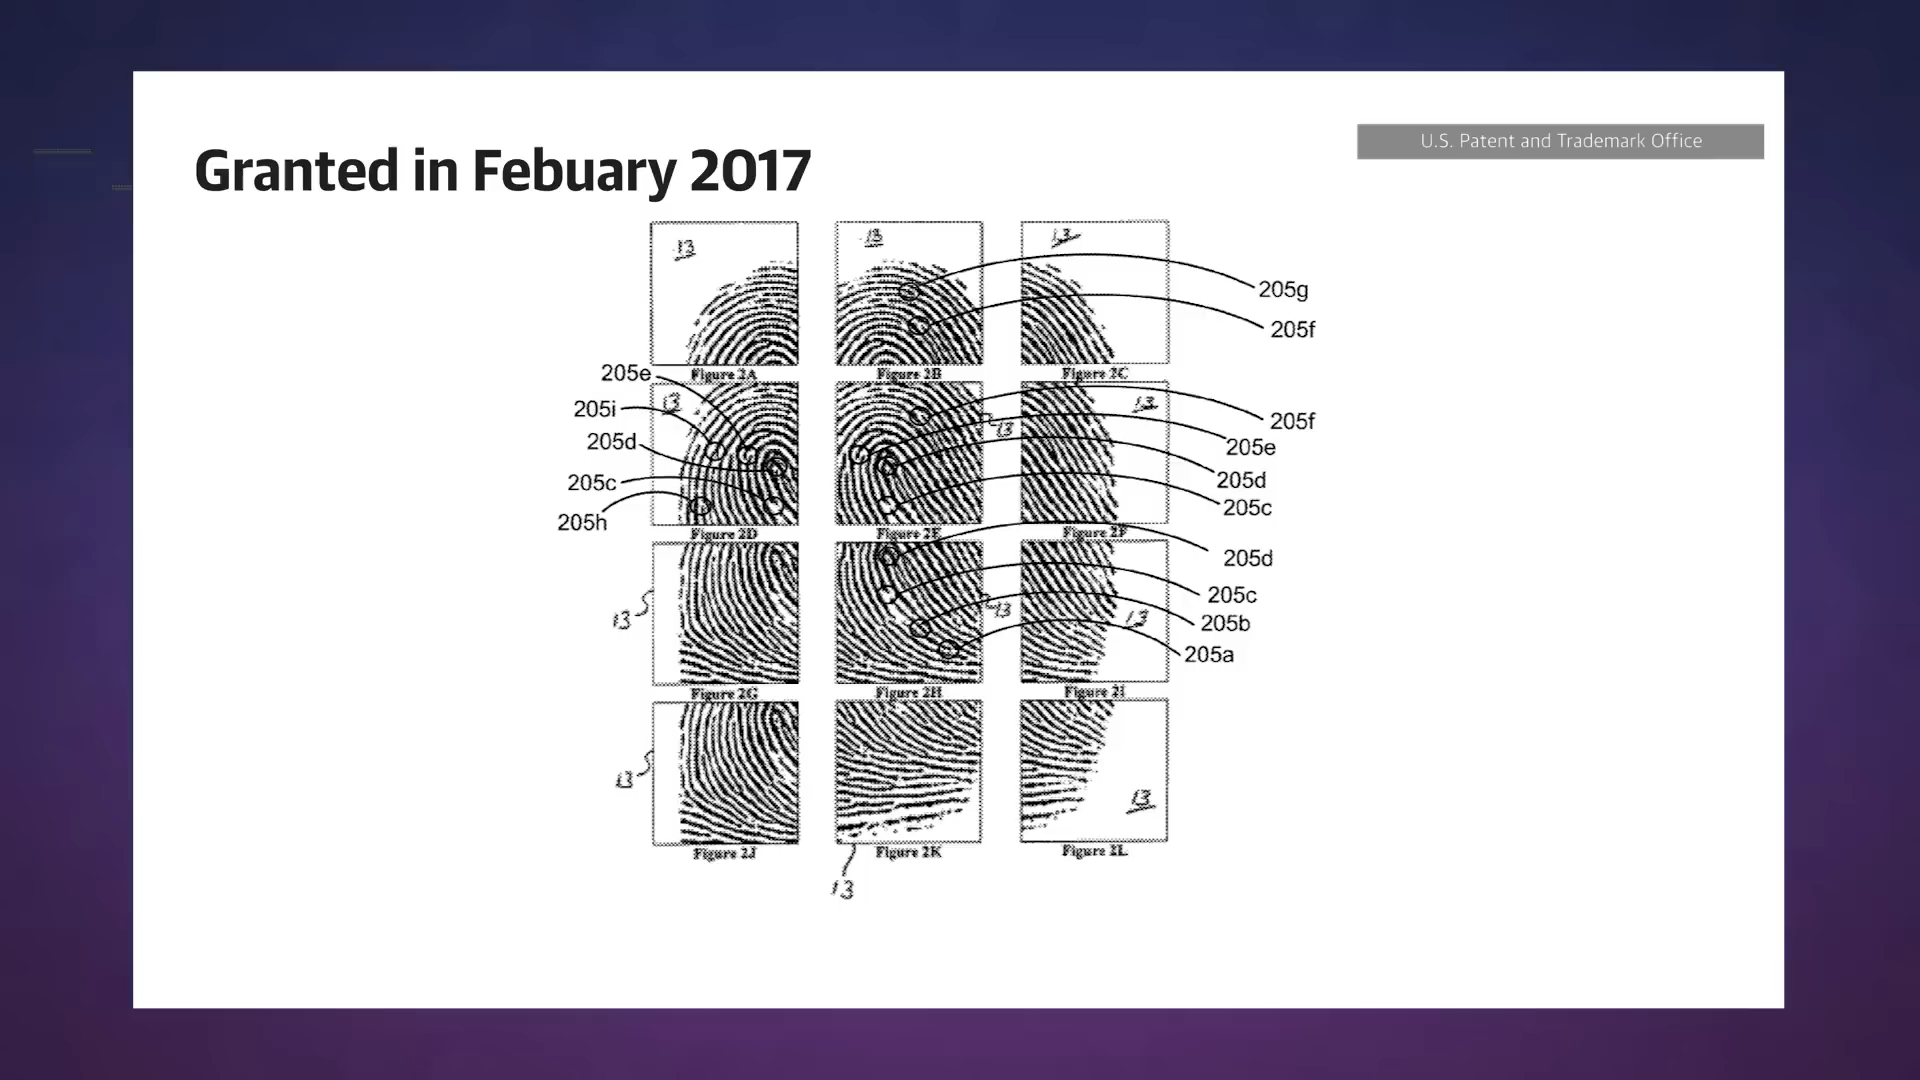 U.S. Patent and Trademark Office
Granted in Febuary 2017
13
13
13
205g
205f
Figure 2A
Figure 2B
Figure 2C
205e
205i
205d
205c
205h
13
13
13
205f
205e
205d
205c
Figure 2D
Figure 2E
Figure 2F
13
13
13
205d
205c
205b
205a
Figure 2G
Figure 2H
Figure 2I
13
13
Figure 2J
Figure 2K
Figure 2L
13